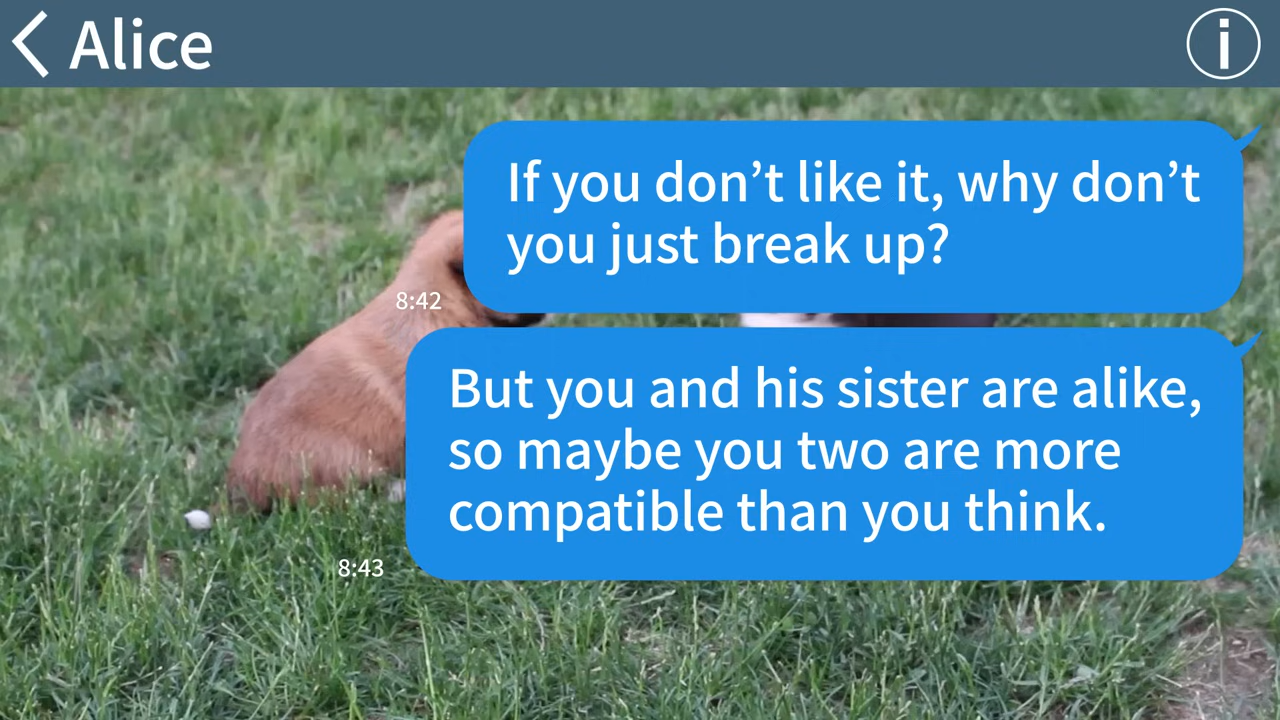 Alice
If you don’t like it, why don’t
you just break up?
8:42
But you and his sister are alike,
so maybe you two are more
compatible than you think.
8:43